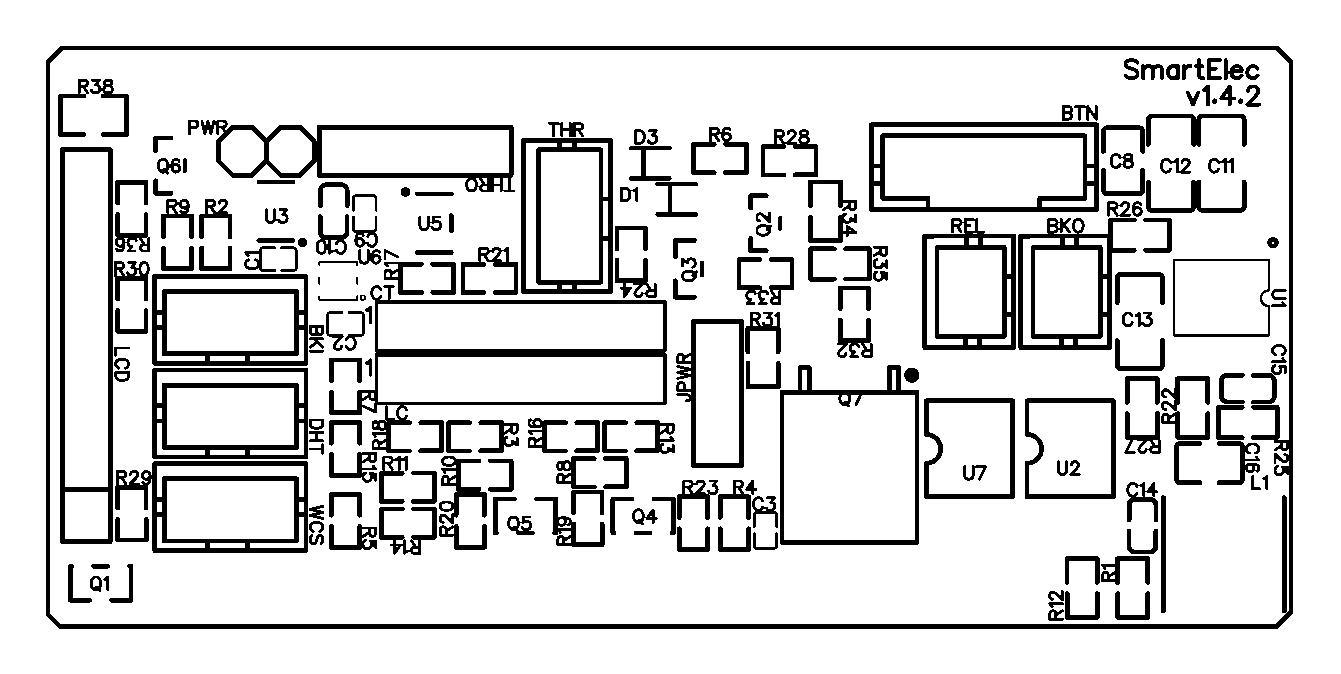 SmartElec
v1.4.2
R38
PWR
THR
D3
R6
R28
BTN
Q6
THRO
C8
C12
C11
D1
R9
R2
U3
U5
Q2
R34
R26
REL
BKO
R36
C10
C9
C1
U6
R17
R21
R24
Q3
R33
R35
R30
CT
U1
BKI
C2
1
R31
C13
R32
LCD
1
R7
JPWR
Q7
C15
LC
R22
DHT
R18
R3
R16
R13
R27
R25
R15
R11
R10
R8
U7
U2
C16
L1
R29
WCS
R5
R14
R20
Q5
R19
Q4
R23
R4
C3
C14
Q1
R12
R1